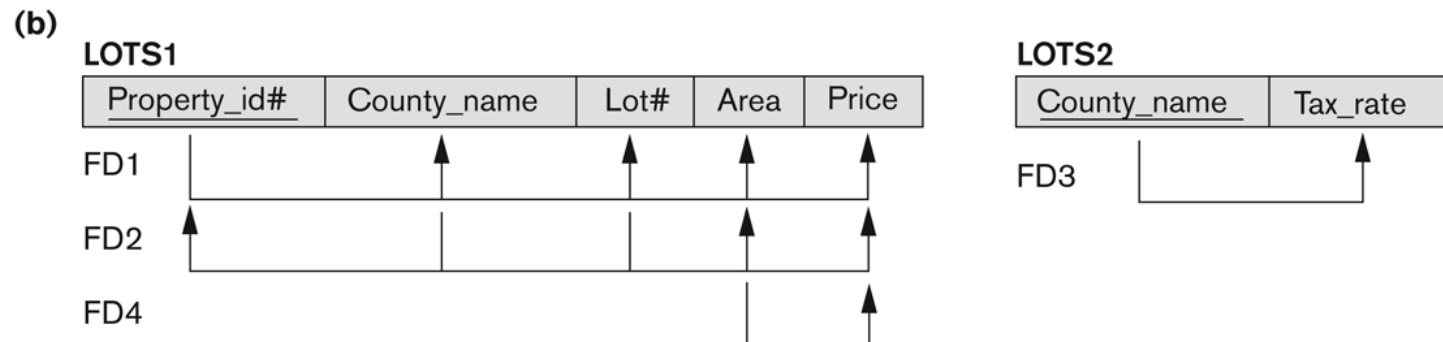 (b)
LOTS1
Property_id# County_name Lot# Area Price
FD1
FD2
FD4
LOTS2
County_name Tax_rate
FD3